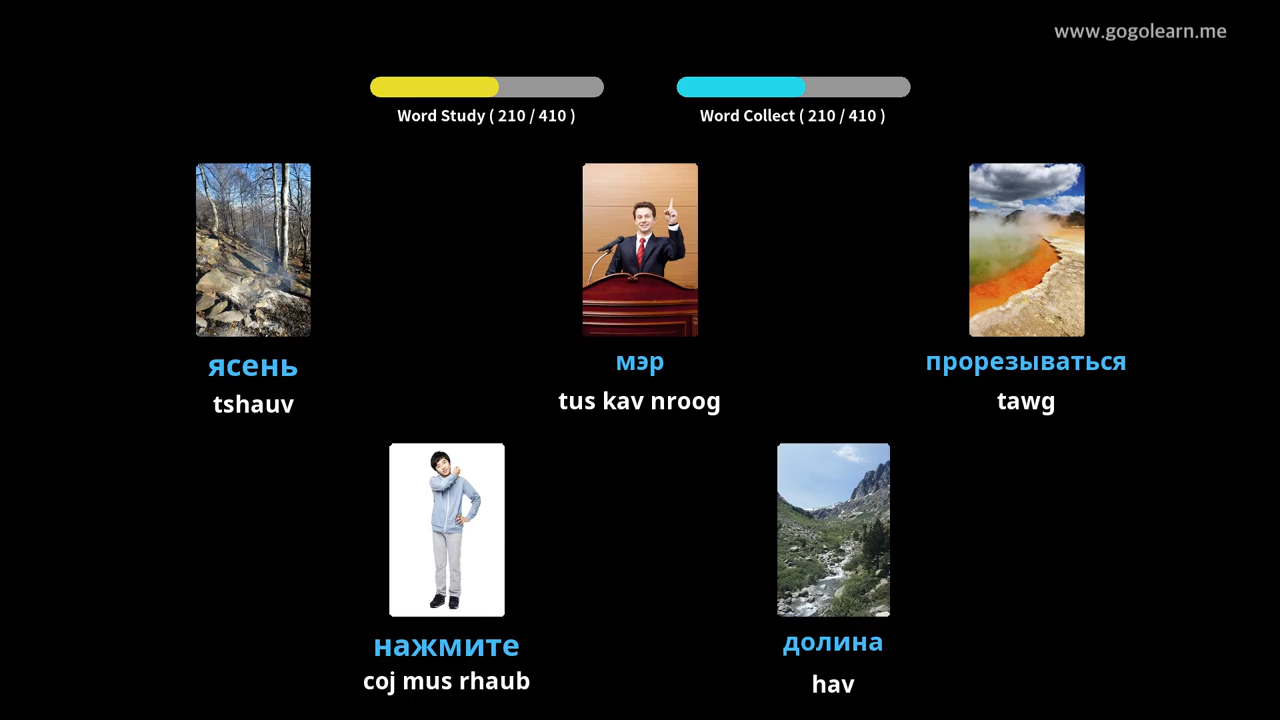 www.gogolearn.me
Word Study ( 210 / 410 )
Word Collect ( 210 / 410 )
ясень
tshauv
мэр
tus kav nroog
прорезываться
tawg
нажмите
coj mus rhaub
долина
hav